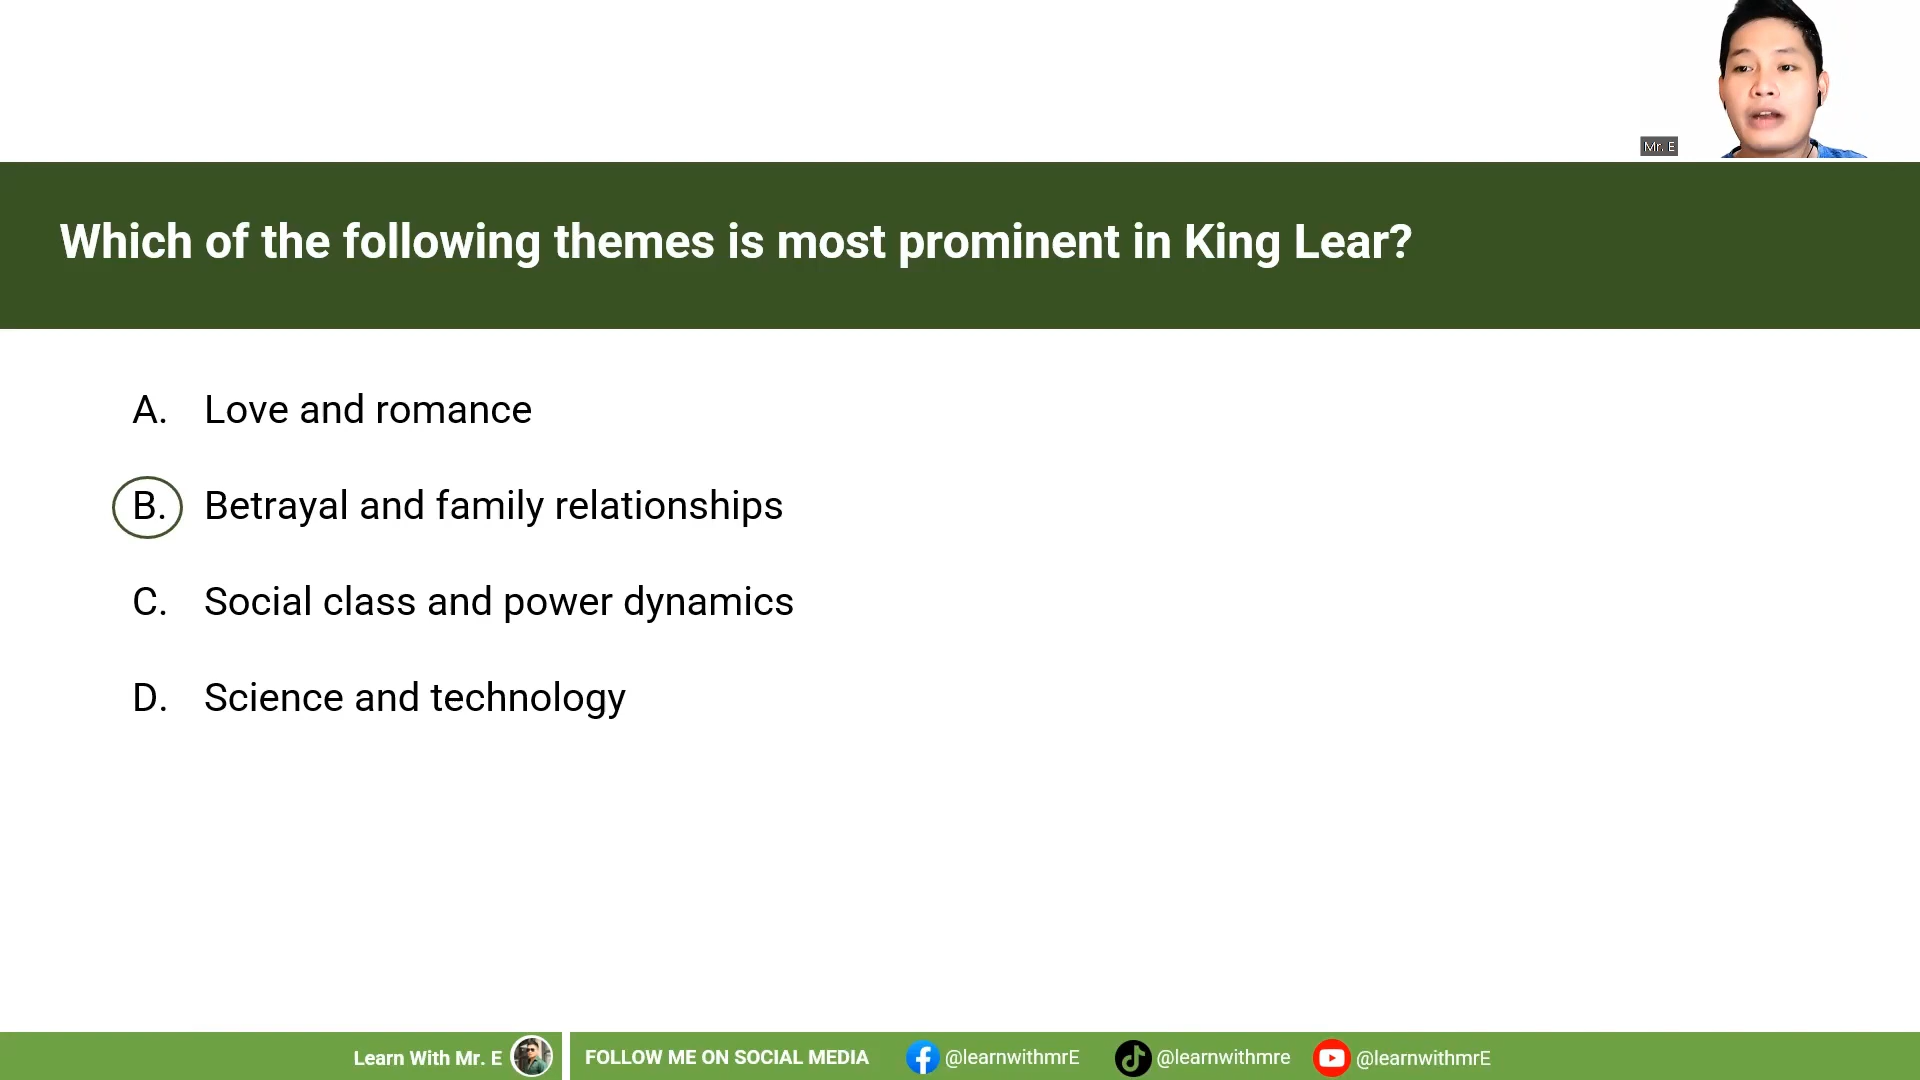 Mr. E
Which of the following themes is most prominent in King Lear?
A. Love and romance
B. Betrayal and family relationships
C. Social class and power dynamics
D. Science and technology
Learn With Mr. E FOLLOW ME ON SOCIAL MEDIA @learnwithmrE @learnwithmre @learnwithmrE